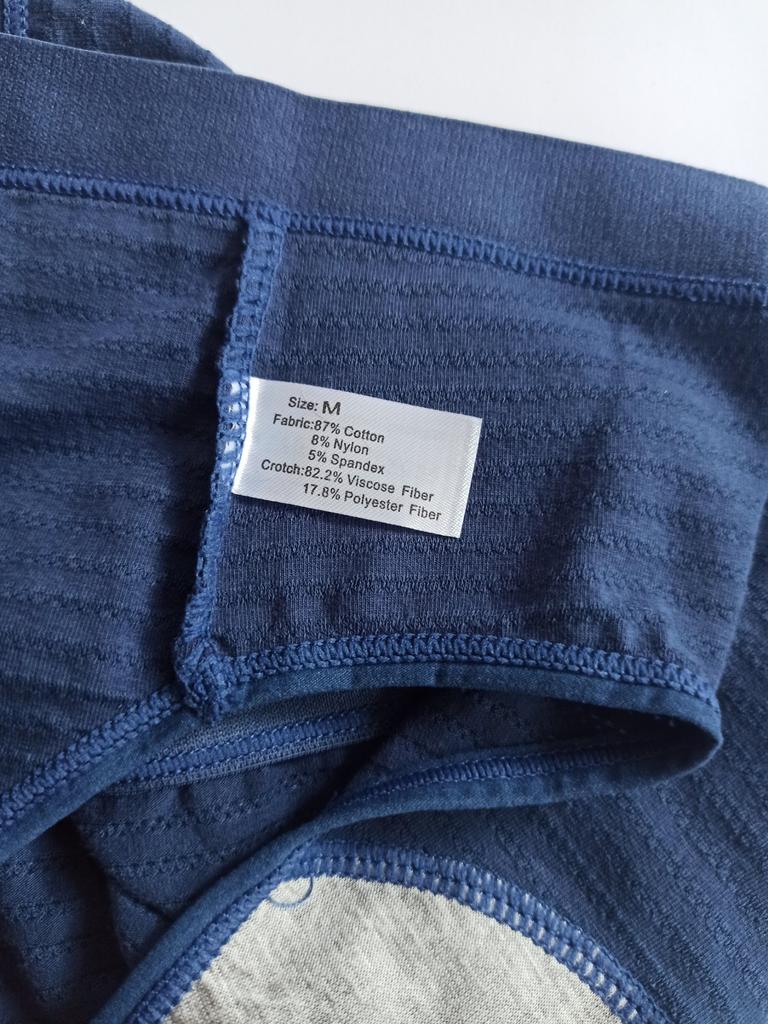 Size: M
Fabric:87% Cotton
8% Nylon
5% Spandex
Crotch:82.2% Viscose Fiber
17.8% Polyester Fiber